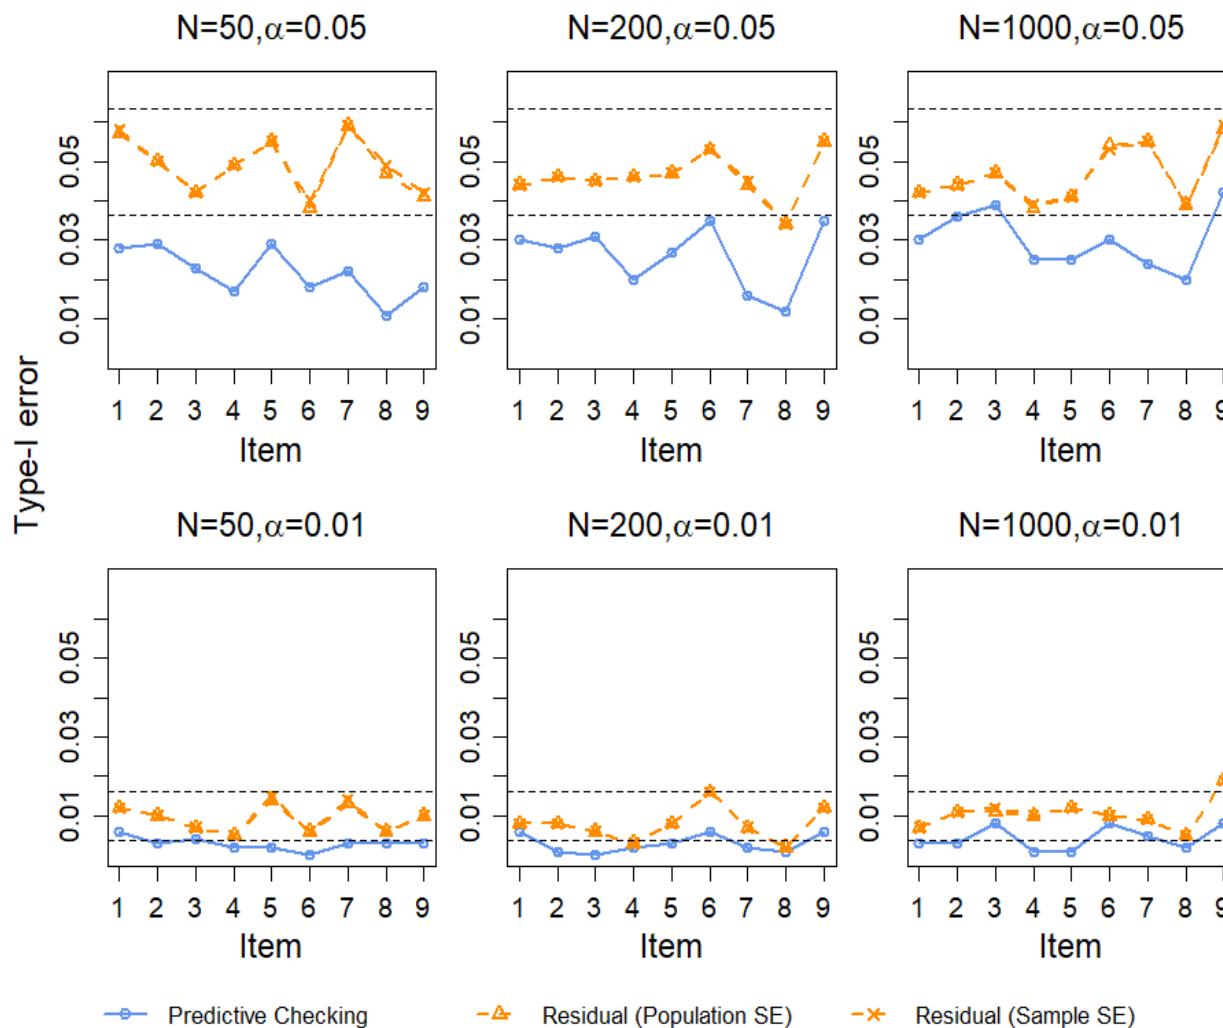 N=50,α=0.05 N=200,α=0.05 N=1000,α=0.05
0.05 0.05 0.05
0.03 0.03 0.03
0.01 0.01 0.01
1 2 3 4 5 6 7 8 9 1 2 3 4 5 6 7 8 9 1 2 3 4 5 6 7 8 9
Item Item Item
Type-I error
N=50,α=0.01 N=200,α=0.01 N=1000,α=0.01
0.05 0.05 0.05
0.03 0.03 0.03
0.01 0.01 0.01
1 2 3 4 5 6 7 8 9 1 2 3 4 5 6 7 8 9 1 2 3 4 5 6 7 8 9
Item Item Item
Predictive Checking Residual (Population SE) Residual (Sample SE)